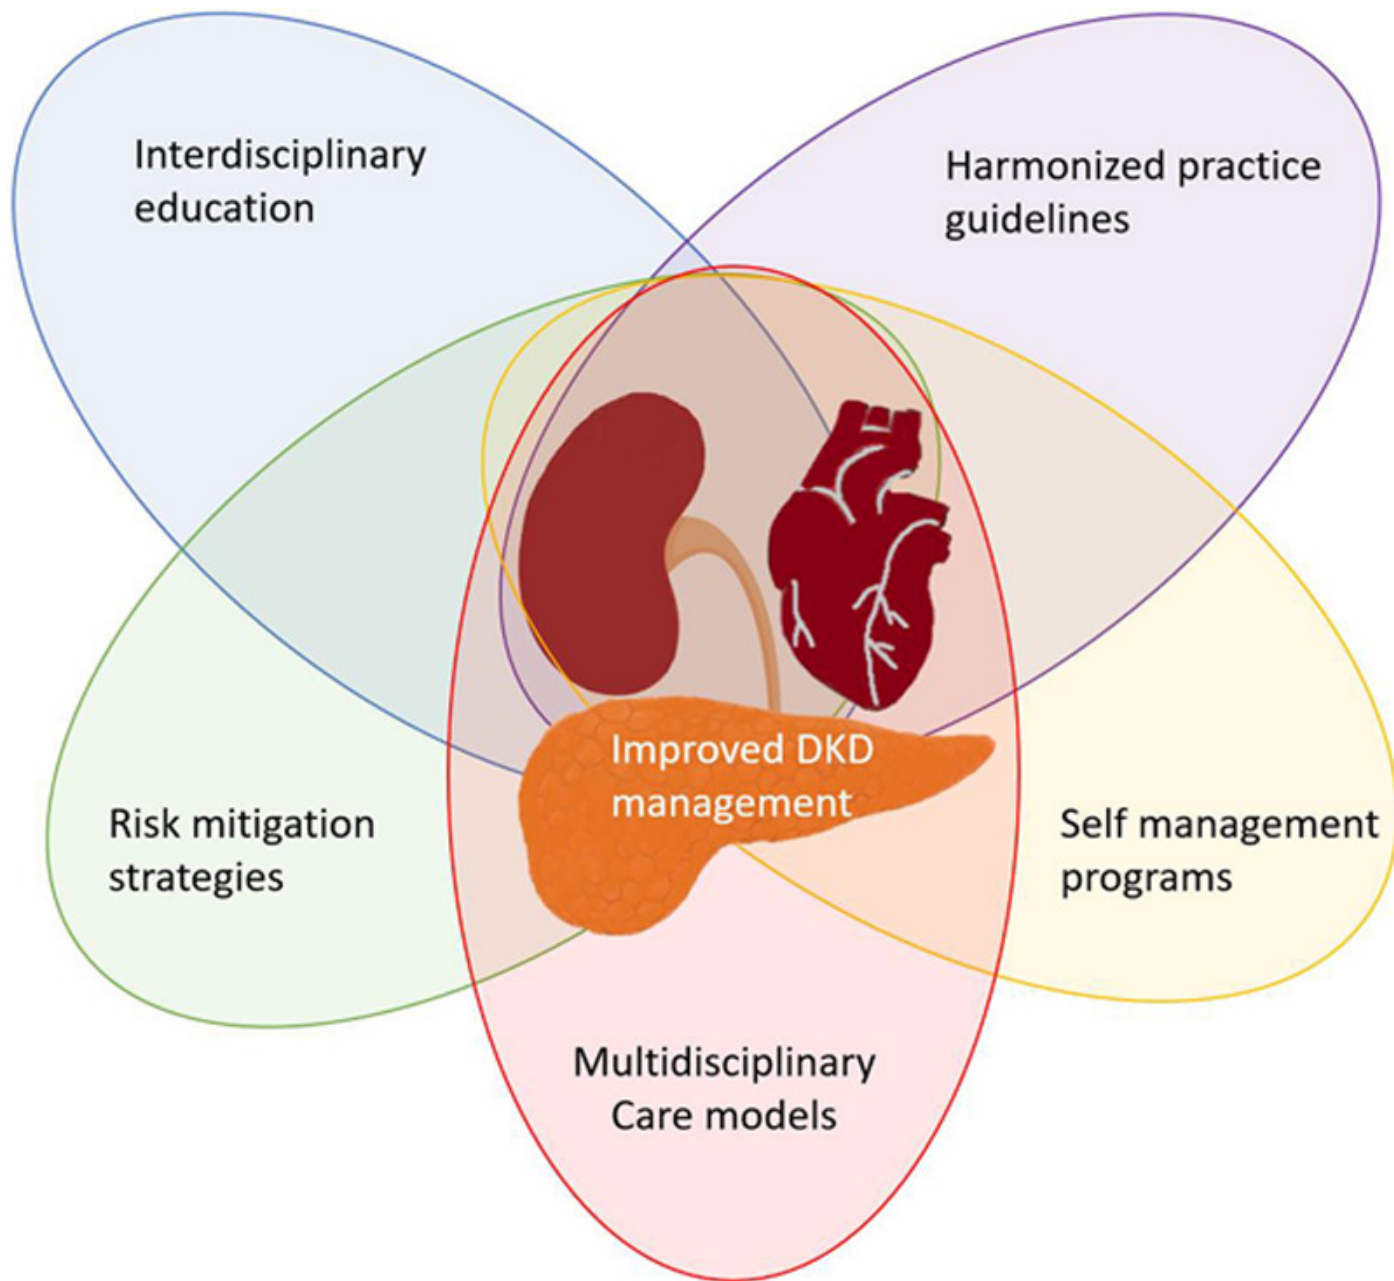 Interdisciplinary
education
Harmonized practice
guidelines
Improved DKD
management
Risk mitigation
strategies
Self management
programs
Multidisciplinary
Care models